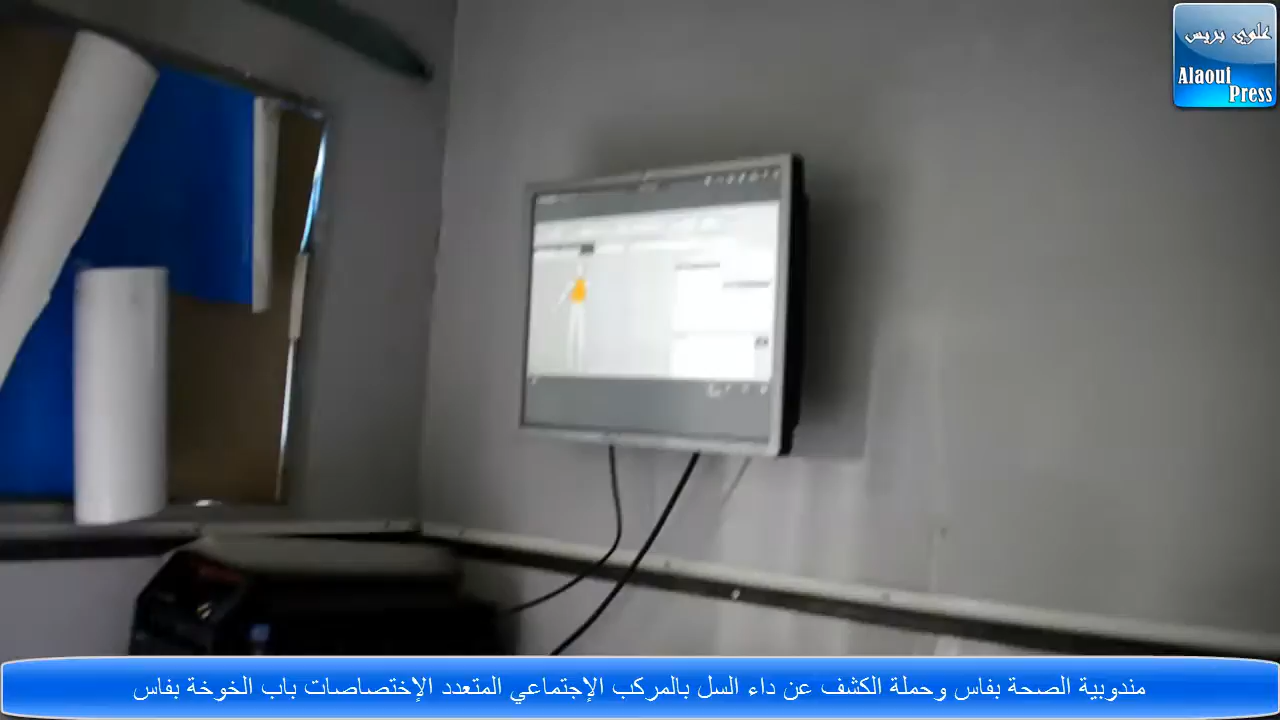 علوي بريس
Alaoui
Press
مندوبية الصحة بفاس وحملة الكشف عن داء السل بالمركب الإجتماعي المتعدد الإختصاصات باب الخوخة بفاس